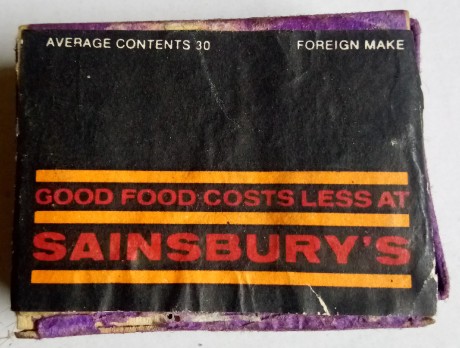 AVERAGE CONTENTS 30 FOREIGN MAKE
GOOD FOOD COSTS LESS AT
SAINSBURY'S